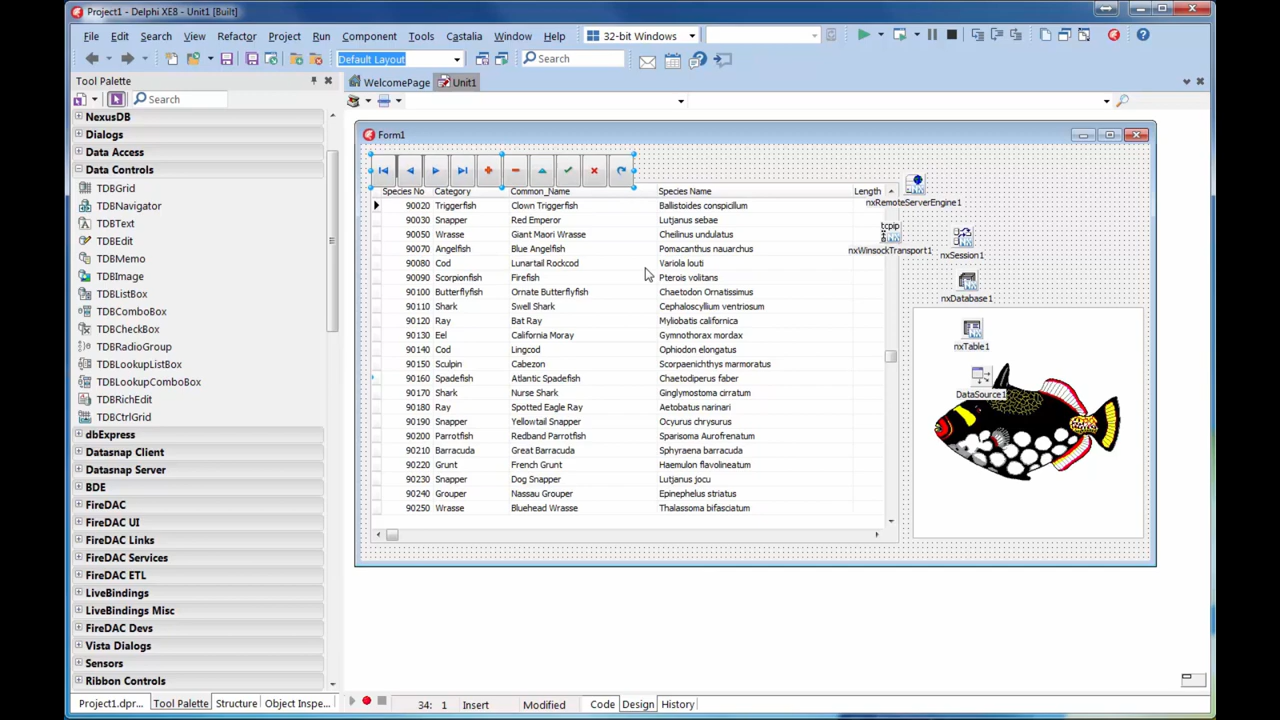 Project1 - Delphi XE8 - Unit1 [Built]
File Edit Search View Refactor Project Run Component Tools Castalia Window Help 32-bit Windows
Default Layout Search
Tool Palette
WelcomePage Unit1
Search
NexusDB
Dialogs
Data Access
Data Controls
TDBGrid
TDBNavigator
TDBText
TDBEdit
TDBMemo
TDBImage
TDBListBox
TDBComboBox
TDBCheckBox
TDBRadioGroup
TDBLookupListBox
TDBLookupComboBox
TDBRichEdit
TDBCtrlGrid
dbExpress
Datasnap Client
Datasnap Server
BDE
FireDAC
FireDAC UI
FireDAC Links
FireDAC Services
FireDAC ETL
LiveBindings
LiveBindings Misc
FireDAC Devs
Vista Dialogs
Sensors
Ribbon Controls
Form1
Species No Category Common_Name Species Name Length
90020 Triggerfish Clown Triggerfish Ballistoides conspicillum
90030 Snapper Red Emperor Lutjanus sebae
90050 Wrasse Giant Maori Wrasse Cheilinus undulatus
90070 Angelfish Blue Angelfish Pomacanthus nauarchus
90080 Cod Lunartail Rockcod Variola louti
90090 Scorpionfish Firefish Pterois volitans
90100 Butterflyfish Ornate Butterflyfish Chaetodon Ornatissimus
90110 Shark Swell Shark Cephaloscyllium ventriosum
90120 Ray Bat Ray Myliobatis californica
90130 Eel California Moray Gymnothorax mordax
90140 Cod Lingcod Ophiodon elongatus
90150 Sculpin Cabezon Scorpaenichthys marmoratus
90160 Spadefish Atlantic Spadefish Chaetodiperus faber
90170 Shark Nurse Shark Ginglymostoma cirratum
90180 Ray Spotted Eagle Ray Aetobatus narinari
90190 Snapper Yellowtail Snapper Ocyurus chrysurus
90200 Parrotfish Redband Parrotfish Sparisoma Aurofrenatum
90210 Barracuda Great Barracuda Sphyraena barracuda
90220 Grunt French Grunt Haemulon flavolineatum
90230 Snapper Dog Snapper Lutjanus jocu
90240 Grouper Nassau Grouper Epinephelus striatus
90250 Wrasse Bluehead Wrasse Thalassoma bifasciatum
nxRemoteServerEngine1
tcpip
nxWinsockTransport1
nxSession1
nxDatabase1
nxTable1
DataSource1
Project1.dpr... Tool Palette Structure Object Inspe...
34: 1 Insert Modified Code Design History